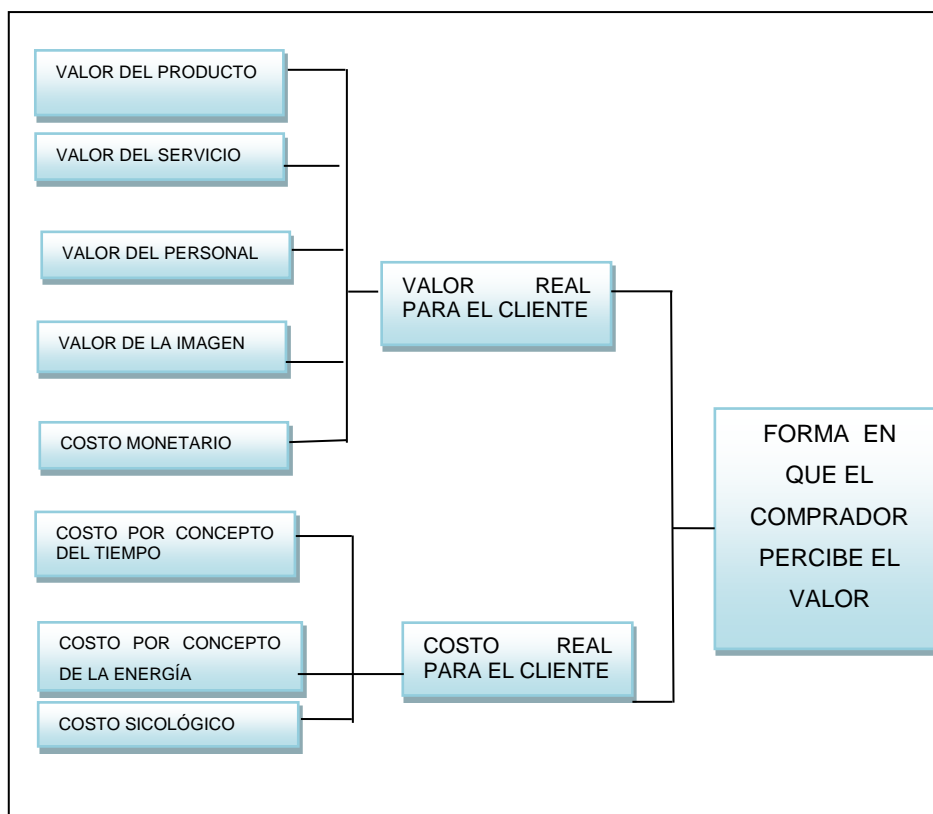 VALOR DEL PRODUCTO
VALOR DEL SERVICIO
VALOR DEL PERSONAL
VALOR DE LA IMAGEN
COSTO MONETARIO
COSTO POR CONCEPTO
DEL TIEMPO
COSTO POR CONCEPTO
DE LA ENERGÍA
COSTO SICOLÓGICO
VALOR REAL
PARA EL CLIENTE
COSTO REAL
PARA EL CLIENTE
FORMA EN
QUE EL
COMPRADOR
PERCIBE EL
VALOR